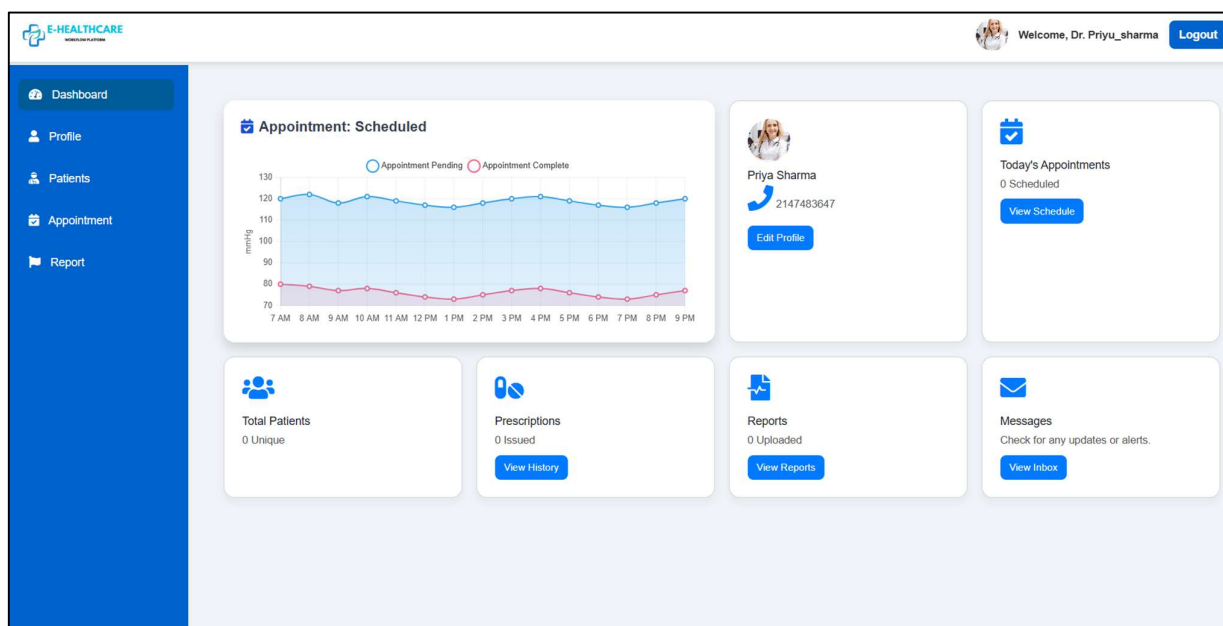 E-HEALTHCARE
WORKFLOW PLATFORM
Welcome, Dr. Priyu_sharma
Logout
Dashboard
Profile
Patients
Appointment
Report
Appointment: Scheduled
Appointment Pending Appointment Complete
mmHg
130
120
110
100
90
80
70
7 AM 8 AM 9 AM 10 AM 11 AM 12 PM 1 PM 2 PM 3 PM 4 PM 5 PM 6 PM 7 PM 8 PM 9 PM
Priya Sharma
2147483647
Edit Profile
Today's Appointments
0 Scheduled
View Schedule
Total Patients
0 Unique
Prescriptions
0 Issued
View History
Reports
0 Uploaded
View Reports
Messages
Check for any updates or alerts.
View Inbox